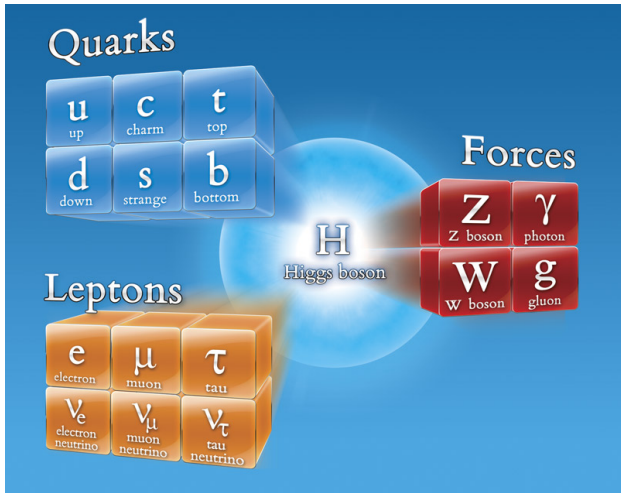 Quarks
u c t
up charm top
d s b
down strange bottom
Forces
Z γ
Z boson photon
W g
W boson gluon
H
Higgs boson
Leptons
e μ τ
electron muon tau
νe νμ ντ
electron neutrino muon neutrino tau neutrino